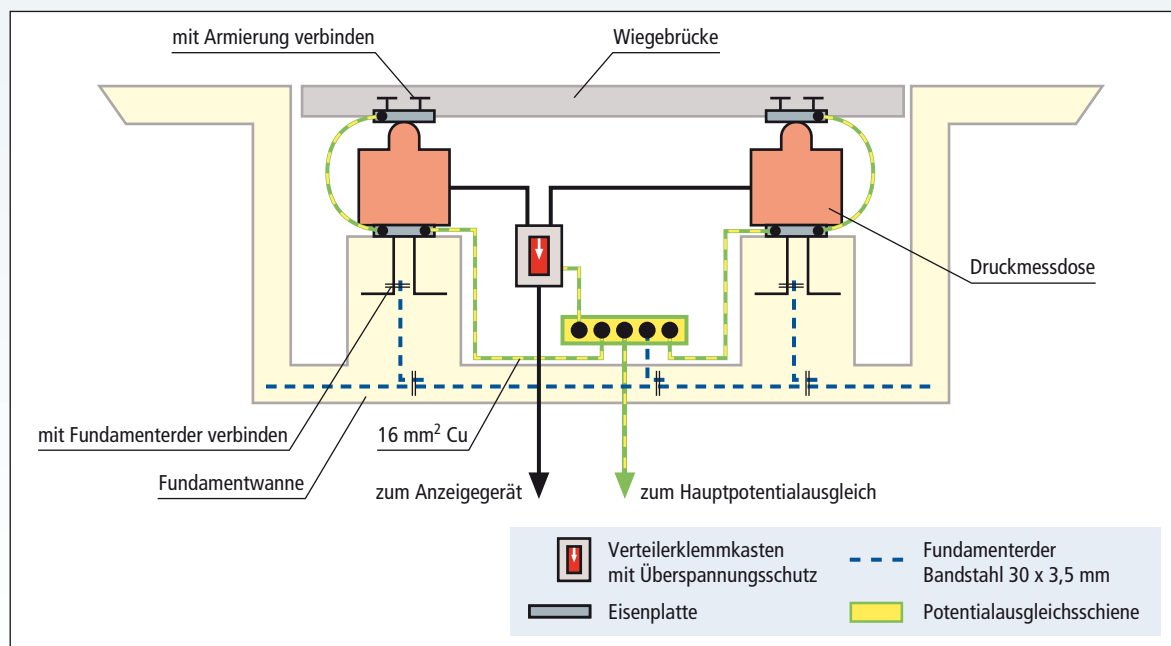 mit Armierung verbinden
Wiegebrücke
Druckmessdose
mit Fundamenterder verbinden
16 mm² Cu
Fundamentwanne
zum Anzeigegerät
zum Hauptpotentialausgleich
Verteilerklemmkasten
mit Überspannungsschutz
Fundamenterder
Bandstahl 30 x 3,5 mm
Eisenplatte
Potentialausgleichsschiene